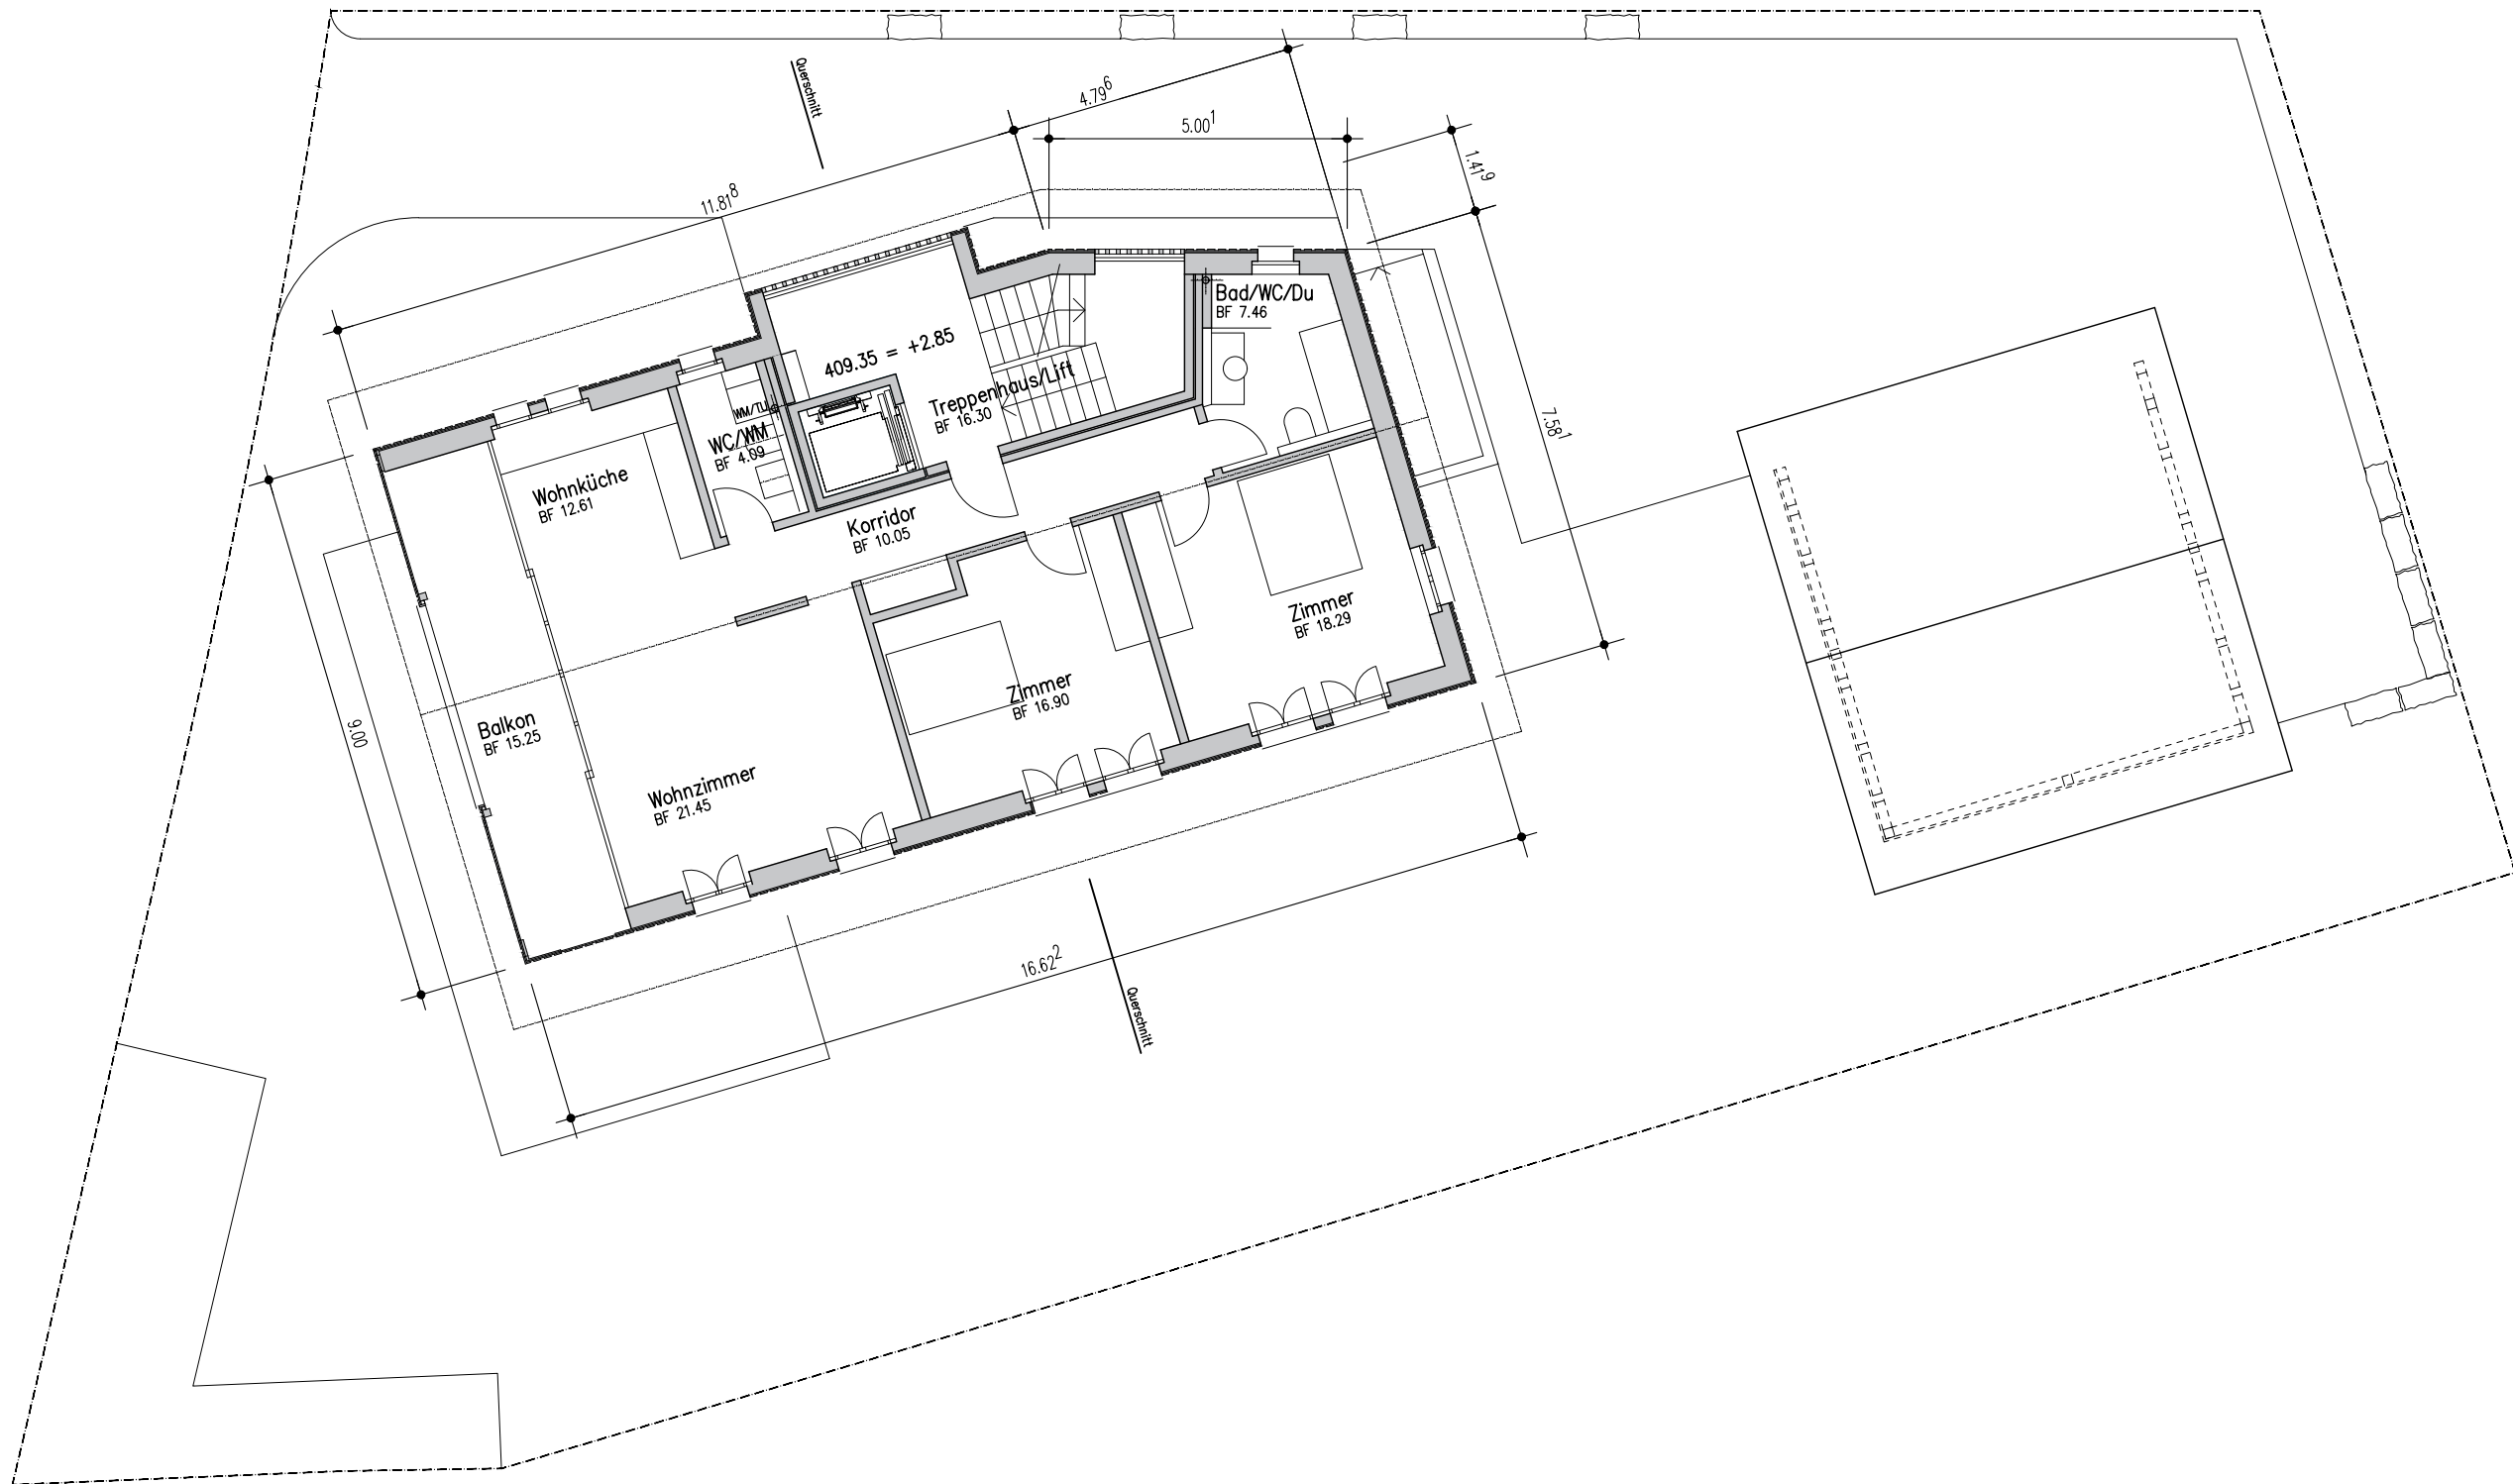 Querschnitt
4.79⁶
5.00¹
1.41⁹
11.81⁸
Bad/WC/Du
BF 7.46
409.35 = +2.85
Treppenhaus/Lift
BF 16.30
WM/TU
WC/WM
BF 4.09
7.58¹
Wohnküche
BF 12.61
Korridor
BF 10.05
Zimmer
BF 18.29
Zimmer
BF 16.90
Balkon
BF 15.25
9.00
Wohnzimmer
BF 21.45
16.62²
Querschnitt